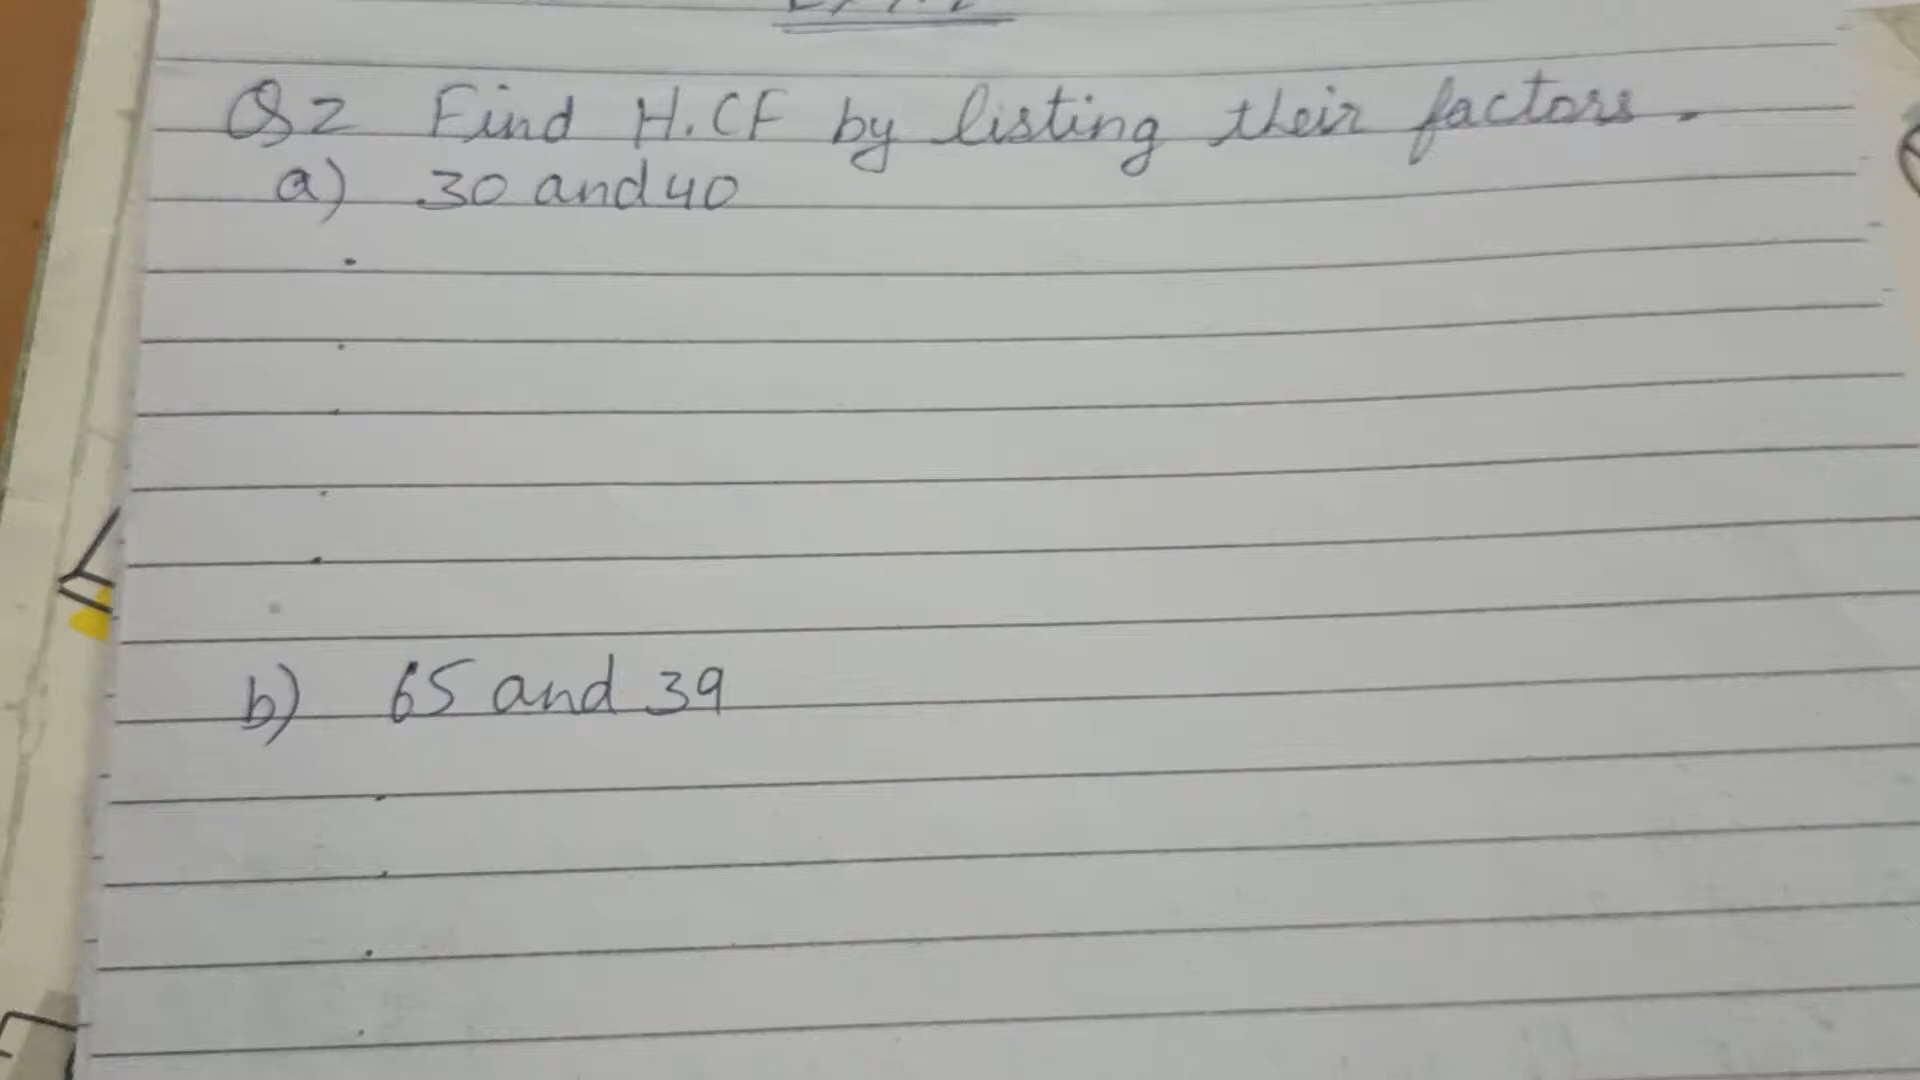 Q2 Find H.CF by listing their factors.
a) 30 and 40
b) 65 and 39